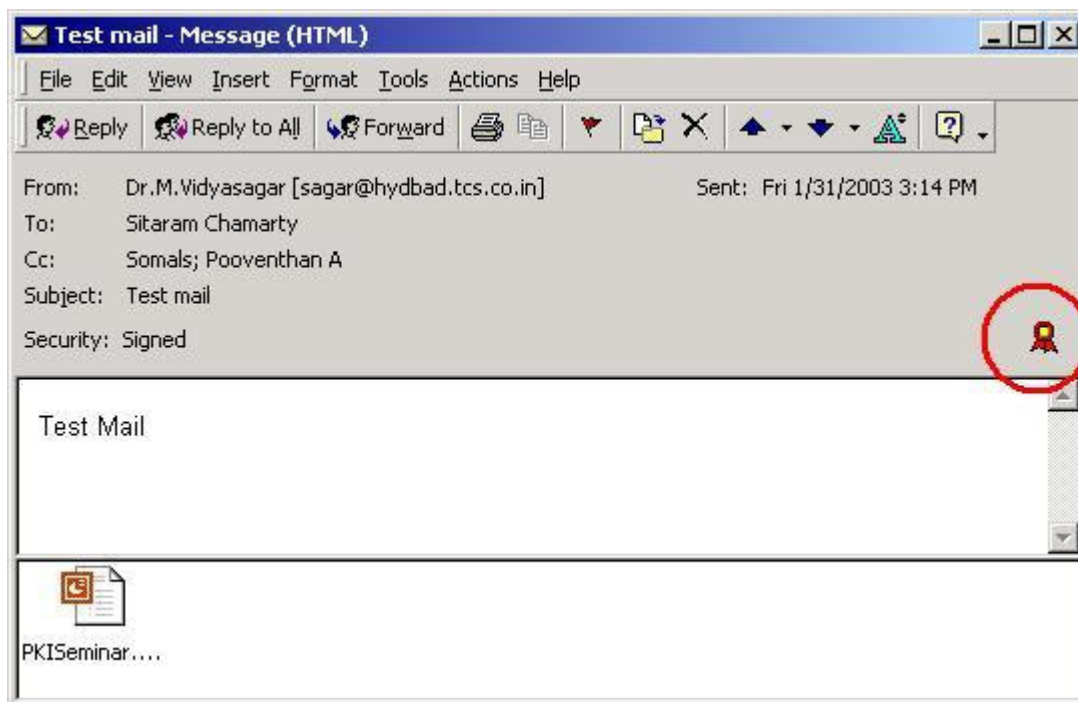 Test mail - Message (HTML)
File Edit View Insert Format Tools Actions Help
Reply Reply to All Forward
From: Dr.M.Vidyasagar [sagar@hydbad.tcs.co.in] Sent: Fri 1/31/2003 3:14 PM
To: Sitaram Chamarty
Cc: Somals; Pooventhan A
Subject: Test mail
Security: Signed
Test Mail
PKISeminar....